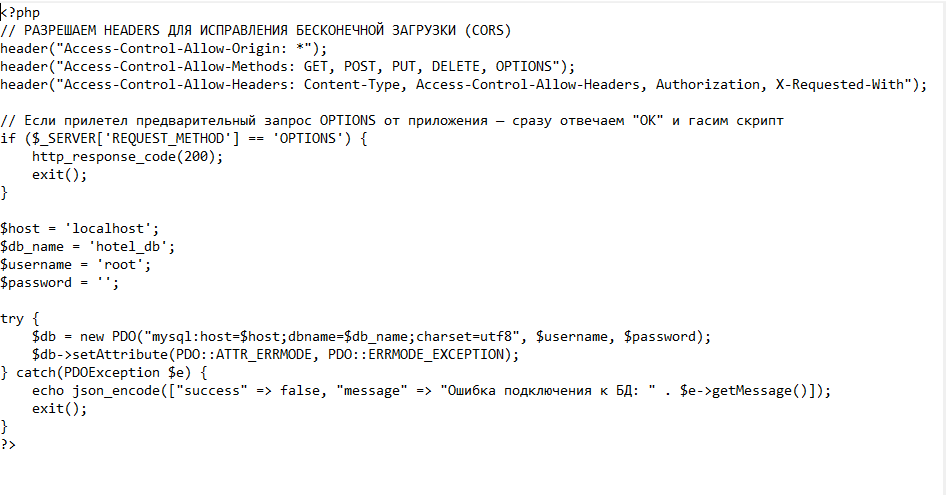 <?php
// РАЗРЕШАЕМ HEADERS ДЛЯ ИСПРАВЛЕНИЯ БЕСКОНЕЧНОЙ ЗАГРУЗКИ (CORS)
header("Access-Control-Allow-Origin: *");
header("Access-Control-Allow-Methods: GET, POST, PUT, DELETE, OPTIONS");
header("Access-Control-Allow-Headers: Content-Type, Access-Control-Allow-Headers, Authorization, X-Requested-With");

// Если прилетел предварительный запрос OPTIONS от приложения — сразу отвечаем "OK" и гасим скрипт
if ($_SERVER['REQUEST_METHOD'] == 'OPTIONS') {
    http_response_code(200);
    exit();
}

$host = 'localhost';
$db_name = 'hotel_db';
$username = 'root';
$password = '';

try {
    $db = new PDO("mysql:host=$host;dbname=$db_name;charset=utf8", $username, $password);
    $db->setAttribute(PDO::ATTR_ERRMODE, PDO::ERRMODE_EXCEPTION);
} catch(PDOException $e) {
    echo json_encode(["success" => false, "message" => "Ошибка подключения к БД: " . $e->getMessage()]);
    exit();
}
?>